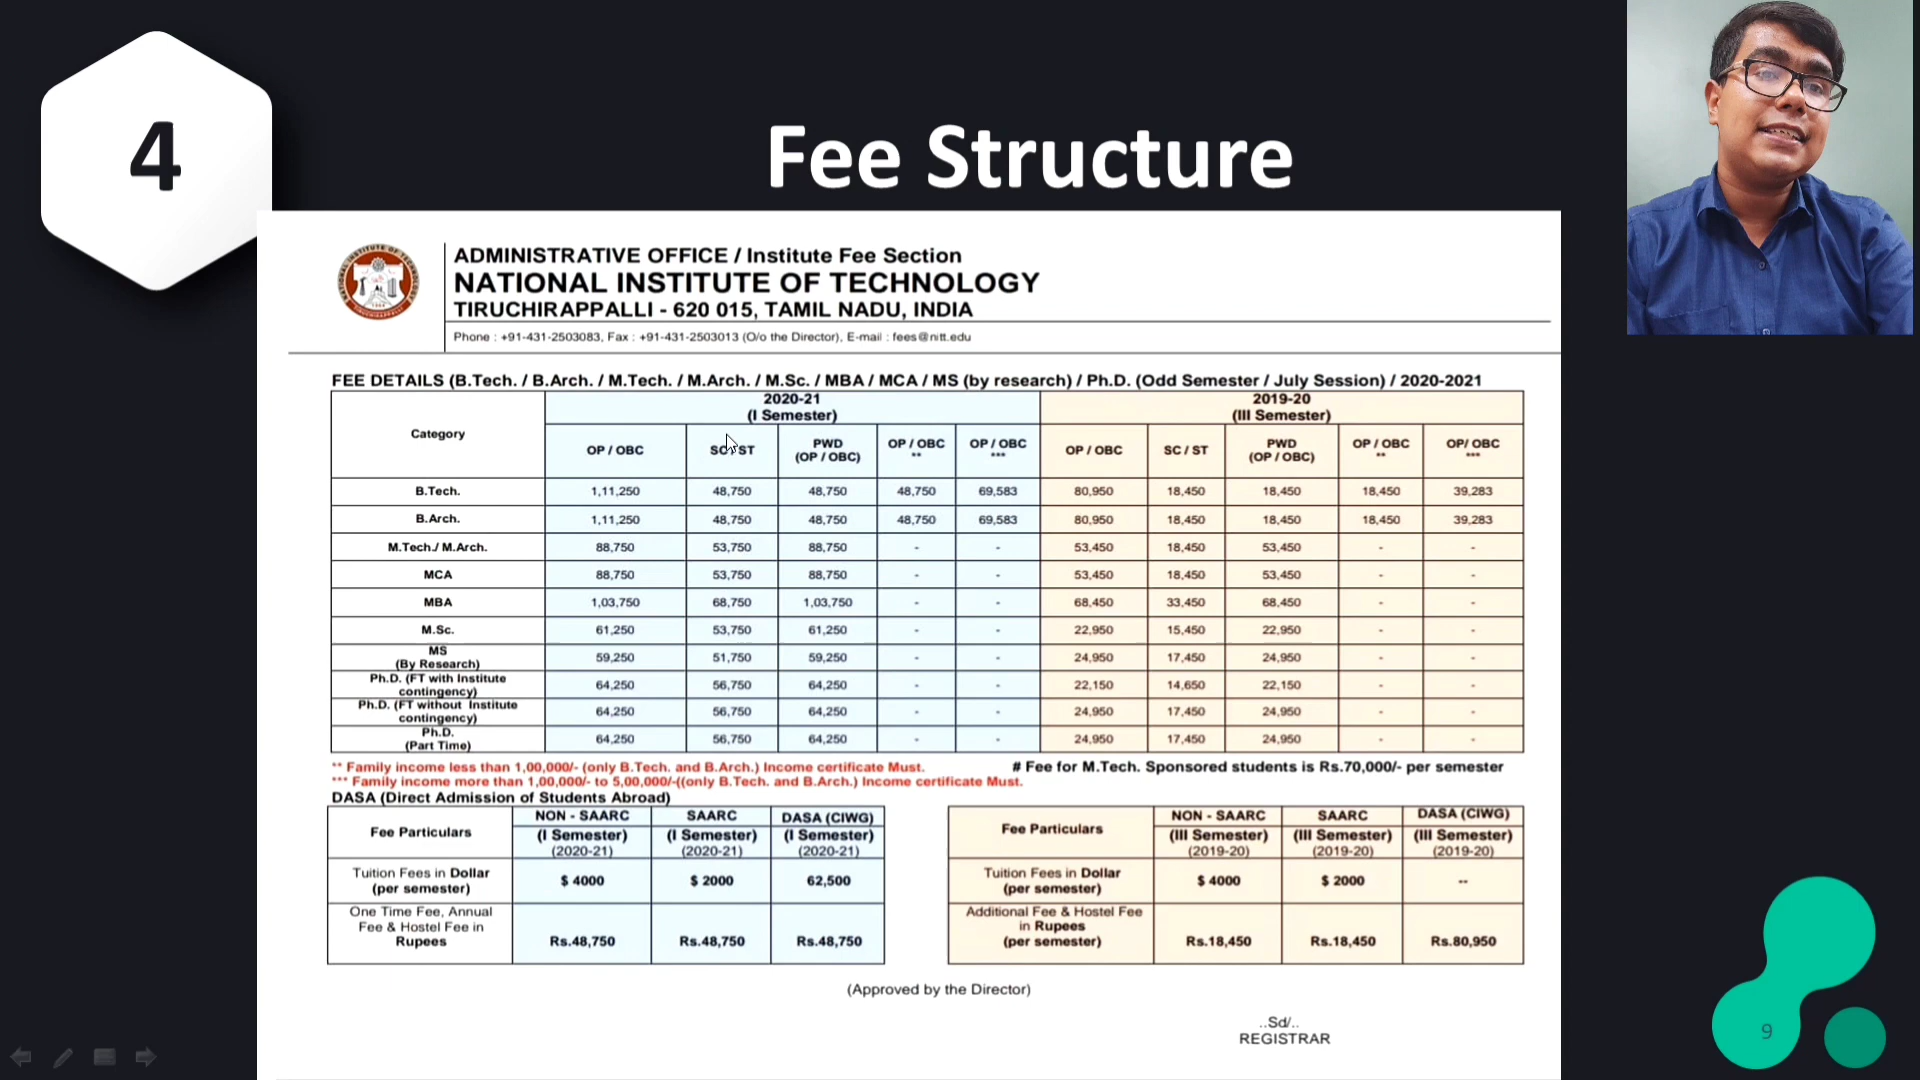 4
Fee Structure
ADMINISTRATIVE OFFICE / Institute Fee Section
NATIONAL INSTITUTE OF TECHNOLOGY
TIRUCHIRAPPALLI - 620 015, TAMIL NADU, INDIA
Phone : +91-431-2503083, Fax : +91-431-2503013 (O/o the Director), E-mail : fees@nitt.edu
FEE DETAILS (B.Tech. / B.Arch. / M.Tech. / M.Arch. / M.Sc. / MBA / MCA / MS (by research) / Ph.D. (Odd Semester / July Session) / 2020-2021
Category
2020-21 2019-20
(I Semester) (III Semester)
OP / OBC SC / ST PWD (OP / OBC) OP / OBC ** OP / OBC *** OP / OBC SC / ST PWD (OP / OBC) OP / OBC ** OP/ OBC ***
B.Tech. 1,11,250 48,750 48,750 48,750 69,583 80,950 18,450 18,450 18,450 39,283
B.Arch. 1,11,250 48,750 48,750 48,750 69,583 80,950 18,450 18,450 18,450 39,283
M.Tech./ M.Arch. 88,750 53,750 88,750 - - 53,450 18,450 53,450 - -
MCA 88,750 53,750 88,750 - - 53,450 18,450 53,450 - -
MBA 1,03,750 68,750 1,03,750 - - 68,450 33,450 68,450 - -
M.Sc. 61,250 53,750 61,250 - - 22,950 15,450 22,950 - -
MS (By Research) 59,250 51,750 59,250 - - 24,950 17,450 24,950 - -
Ph.D. (FT with Institute contingency) 64,250 56,750 64,250 - - 22,150 14,650 22,150 - -
Ph.D. (FT without Institute contingency) 64,250 56,750 64,250 - - 24,950 17,450 24,950 - -
Ph.D. (Part Time) 64,250 56,750 64,250 - - 24,950 17,450 24,950 - -
** Family income less than 1,00,000/- (only B.Tech. and B.Arch.) Income certificate Must. # Fee for M.Tech. Sponsored students is Rs.70,000/- per semester
*** Family income more than 1,00,000/- to 5,00,000/-((only B.Tech. and B.Arch.) Income certificate Must.
DASA (Direct Admission of Students Abroad)
Fee Particulars NON - SAARC (I Semester) (2020-21) SAARC (I Semester) (2020-21) DASA (CIWG) (I Semester) (2020-21)
Tuition Fees in Dollar (per semester) $ 4000 $ 2000 62,500
One Time Fee, Annual Fee & Hostel Fee in Rupees Rs.48,750 Rs.48,750 Rs.48,750
Fee Particulars NON - SAARC (III Semester) (2019-20) SAARC (III Semester) (2019-20) DASA (CIWG) (III Semester) (2019-20)
Tuition Fees in Dollar (per semester) $ 4000 $ 2000 --
Additional Fee & Hostel Fee in Rupees (per semester) Rs.18,450 Rs.18,450 Rs.80,950
(Approved by the Director)
..Sd/..
REGISTRAR
9